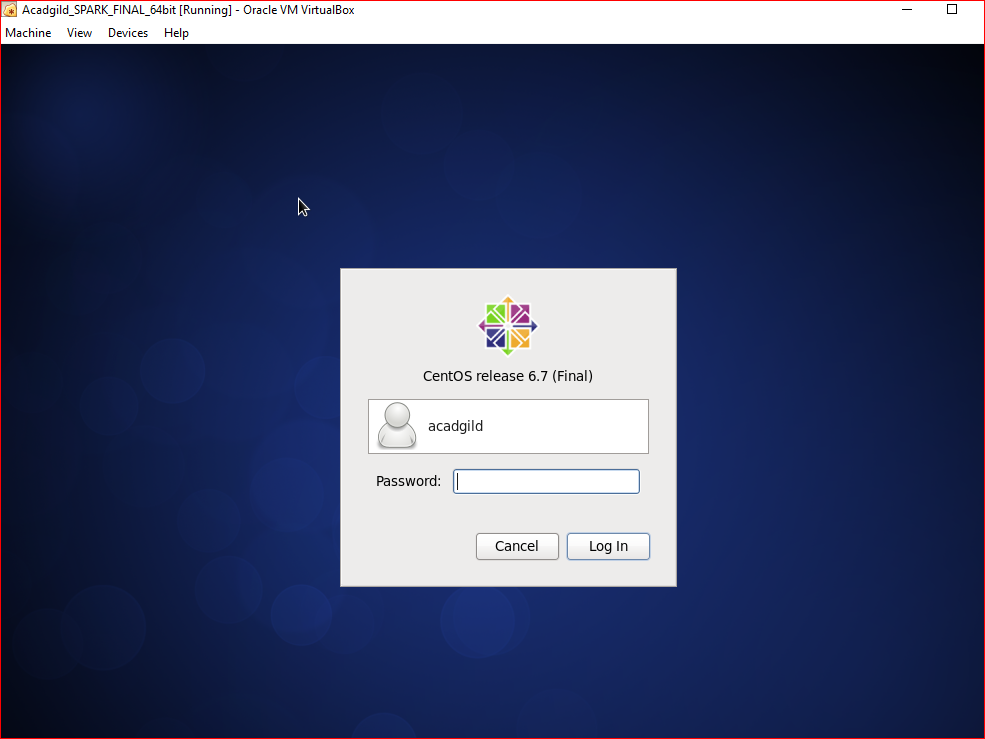 Acadgild_SPARK_FINAL_64bit [Running] - Oracle VM VirtualBox
Machine View Devices Help
CentOS release 6.7 (Final)
acadgild
Password:
Cancel Log In